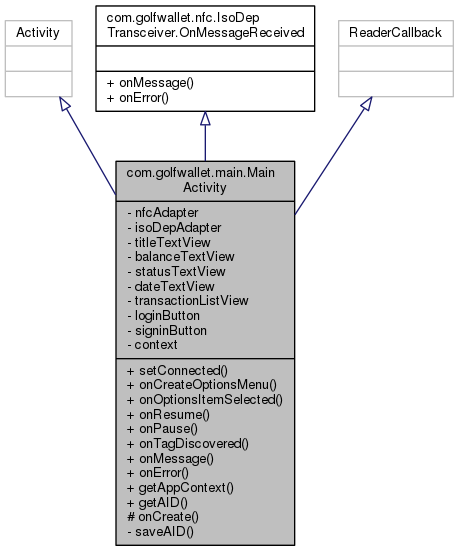 Activity
com.golfwallet.nfc.IsoDep
Transceiver.OnMessageReceived
+ onMessage()
+ onError()
ReaderCallback
com.golfwallet.main.Main
Activity
- nfcAdapter
- isoDepAdapter
- titleTextView
- balanceTextView
- statusTextView
- dateTextView
- transactionListView
- loginButton
- signinButton
- context
+ setConnected()
+ onCreateOptionsMenu()
+ onOptionsItemSelected()
+ onResume()
+ onPause()
+ onTagDiscovered()
+ onMessage()
+ onError()
+ getAppContext()
+ getAID()
# onCreate()
- saveAID()